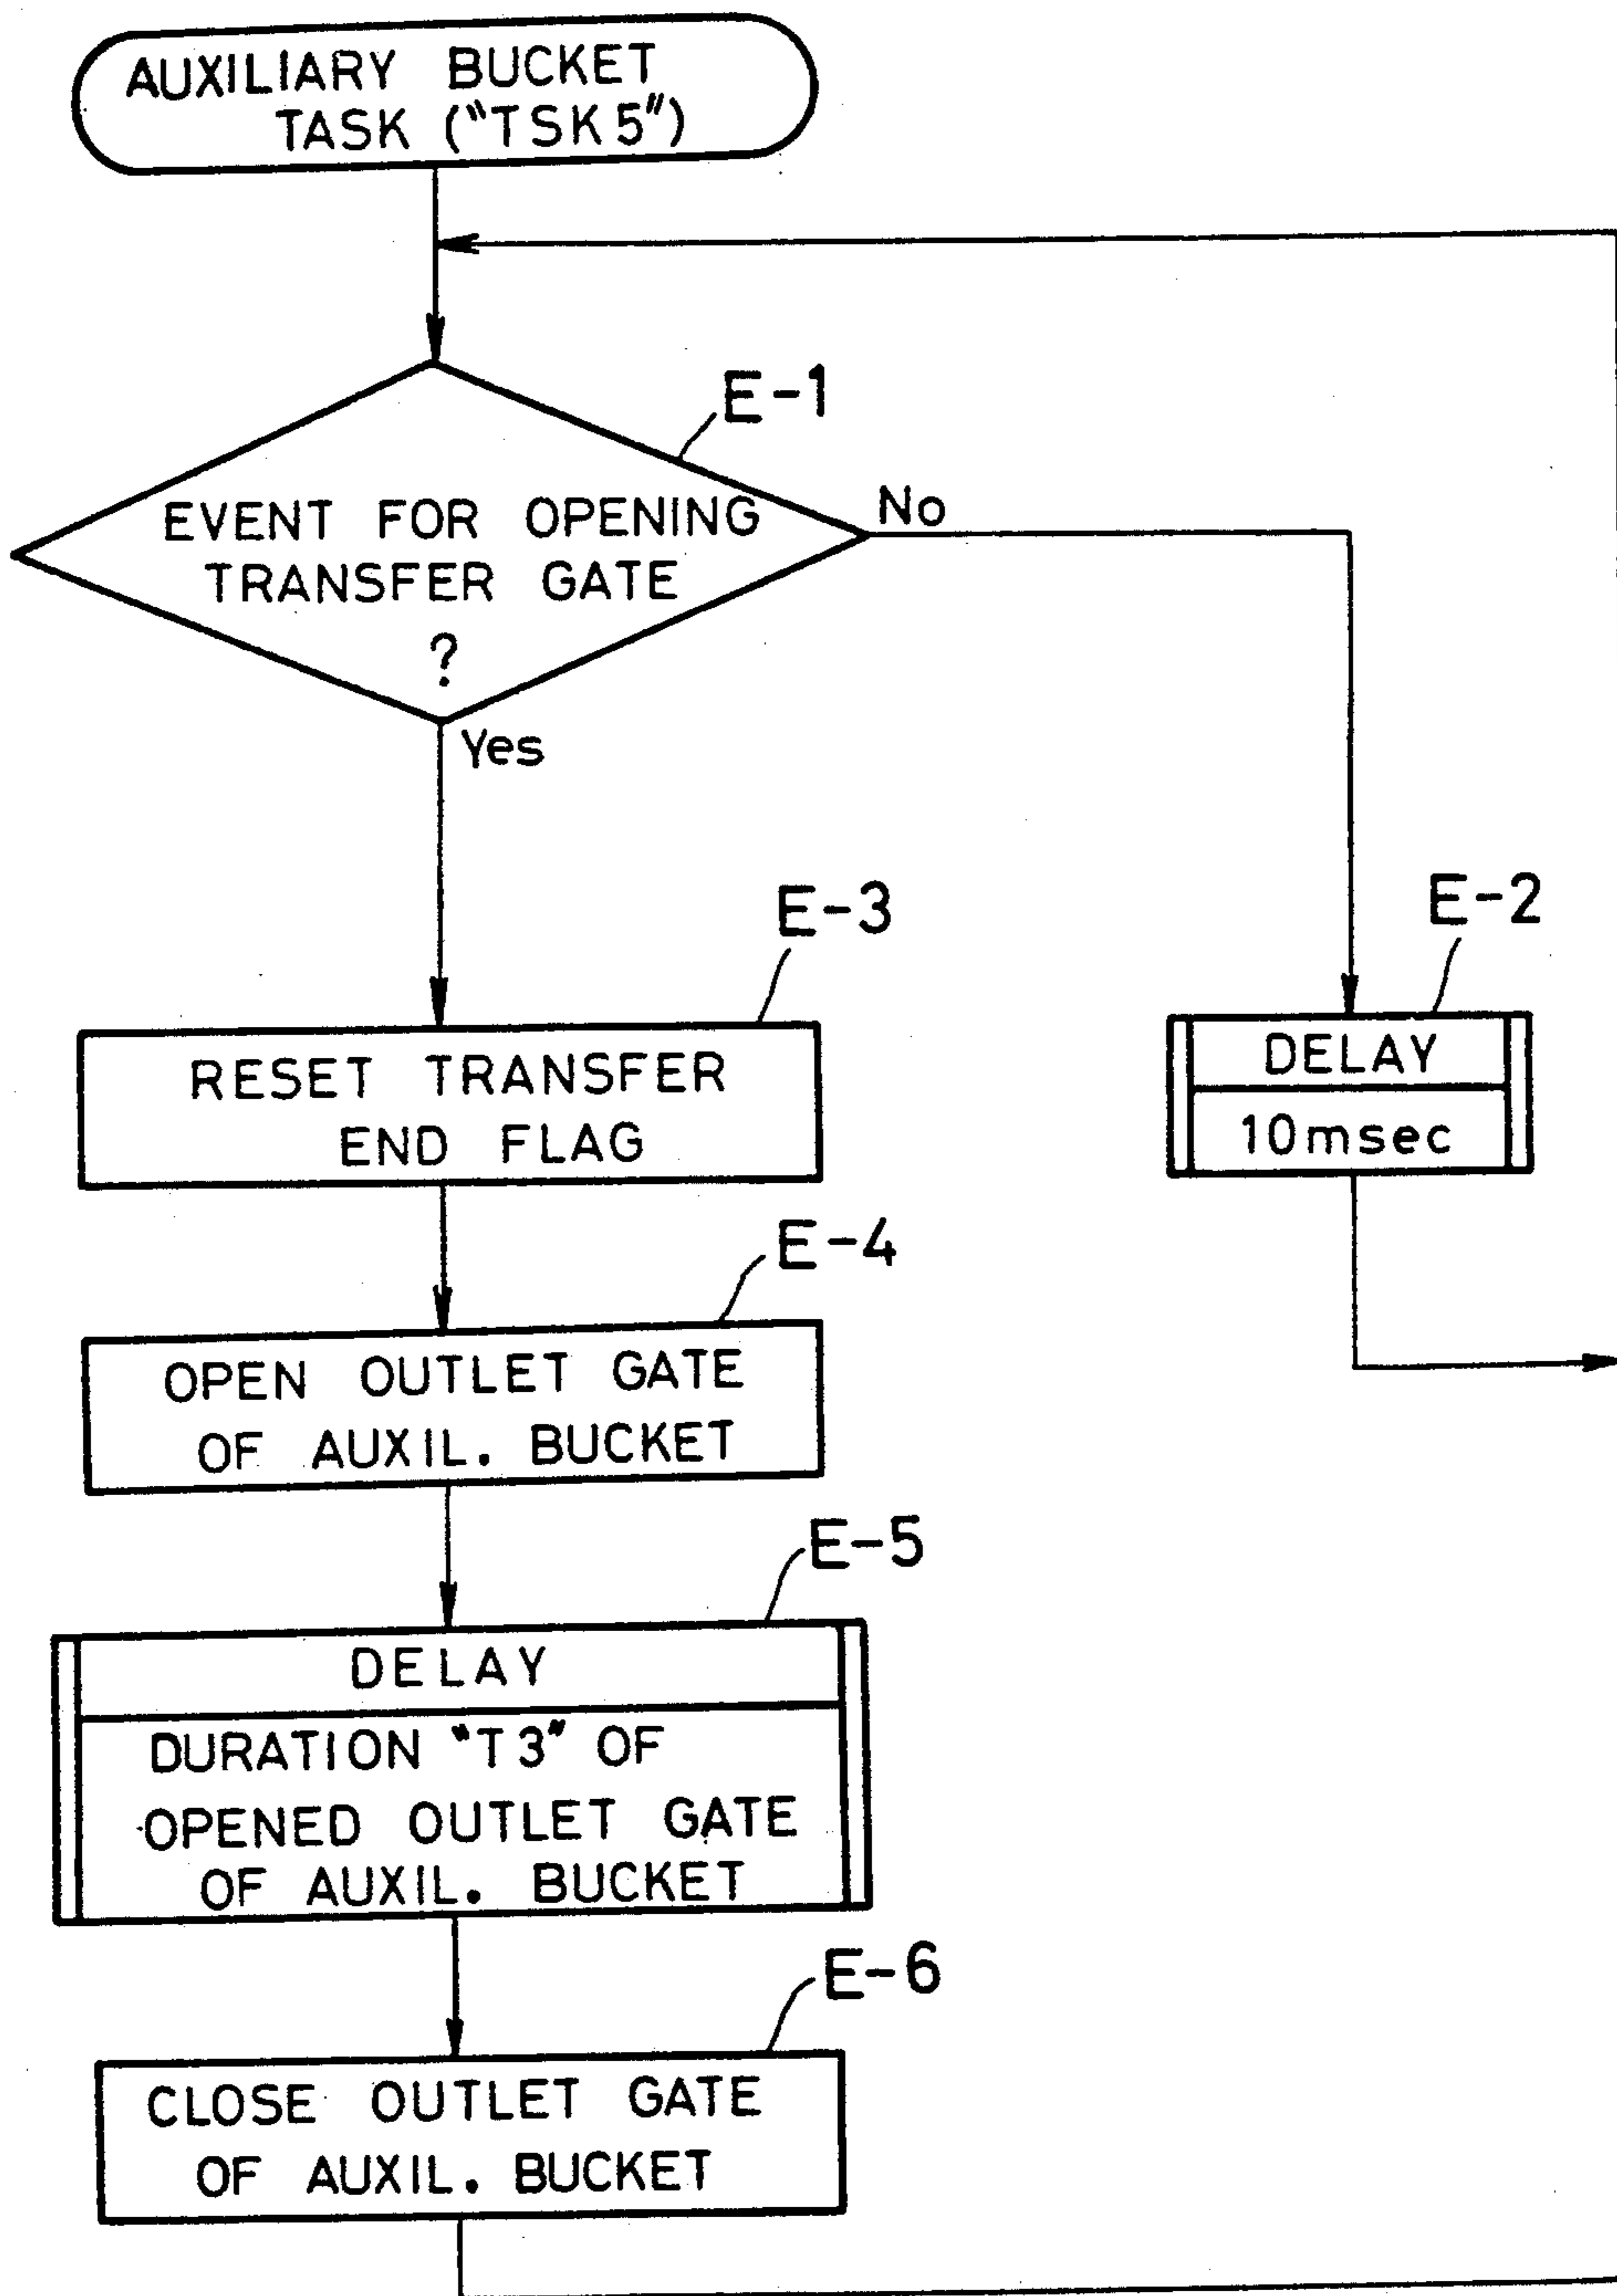 AUXILIARY BUCKET
TASK ("TSK5")
E-1
EVENT FOR OPENING
TRANSFER GATE
?
No
Yes
E-3
RESET TRANSFER
END FLAG
E-2
DELAY
10msec
E-4
OPEN OUTLET GATE
OF AUXIL. BUCKET
E-5
DELAY
DURATION "T3" OF
OPENED OUTLET GATE
OF AUXIL. BUCKET
E-6
CLOSE OUTLET GATE
OF AUXIL. BUCKET